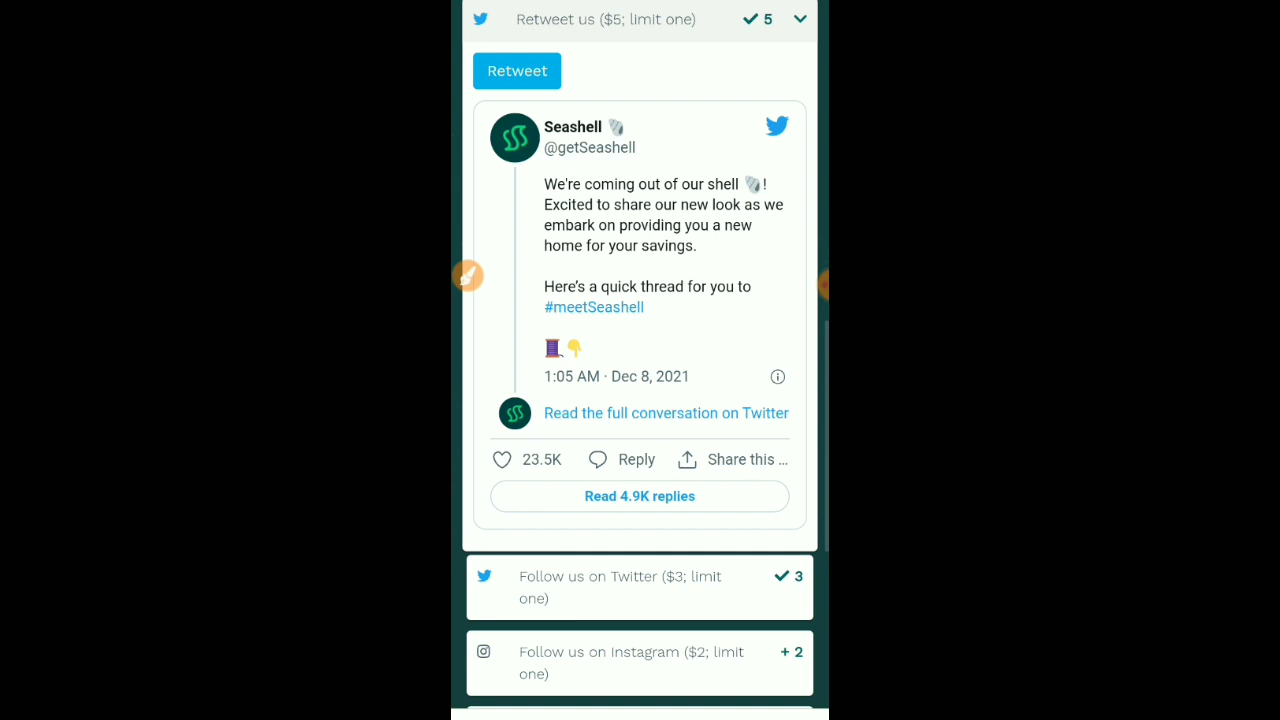 Retweet us ($5; limit one) 5
Retweet
Seashell
@getSeashell
We're coming out of our shell !
Excited to share our new look as we
embark on providing you a new
home for your savings.
Here's a quick thread for you to
#meetSeashell
1:05 AM · Dec 8, 2021
Read the full conversation on Twitter
23.5K Reply Share this ...
Read 4.9K replies
Follow us on Twitter ($3; limit 3
one)
Follow us on Instagram ($2; limit + 2
one)